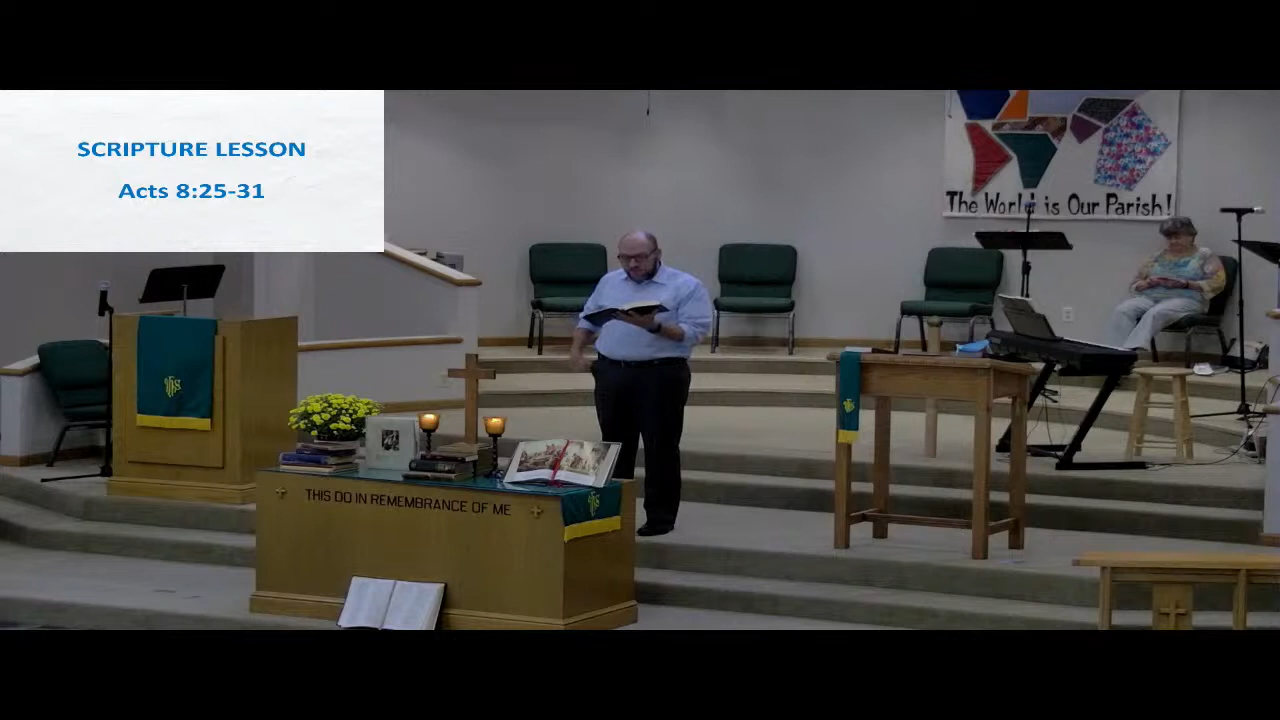 SCRIPTURE LESSON
Acts 8:25-31
The World is Our Parish!
THIS DO IN REMEMBRANCE OF ME